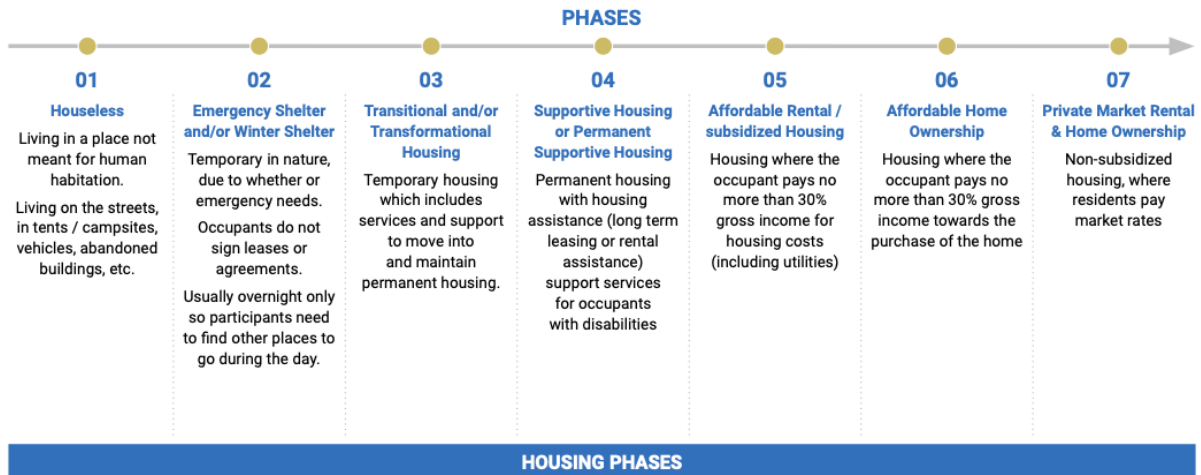 PHASES
01
Houseless
Living in a place not
meant for human
habitation.
Living on the streets,
in tents / campsites,
vehicles, abandoned
buildings, etc.
02
Emergency Shelter
and/or Winter Shelter
Temporary in nature,
due to whether or
emergency needs.
Occupants do not
sign leases or
agreements.
Usually overnight only
so participants need
to find other places to
go during the day.
03
Transitional and/or
Transformational
Housing
Temporary housing
which includes
services and support
to move into
and maintain
permanent housing.
04
Supportive Housing
or Permanent
Supportive Housing
Permanent housing
with housing
assistance (long term
leasing or rental
assistance)
support services
for occupants
with disabilities
05
Affordable Rental /
subsidized Housing
Housing where the
occupant pays no
more than 30%
gross income for
housing costs
(including utilities)
06
Affordable Home
Ownership
Housing where the
occupant pays no
more than 30% gross
income towards the
purchase of the home
07
Private Market Rental
& Home Ownership
Non-subsidized
housing, where
residents pay
market rates
HOUSING PHASES